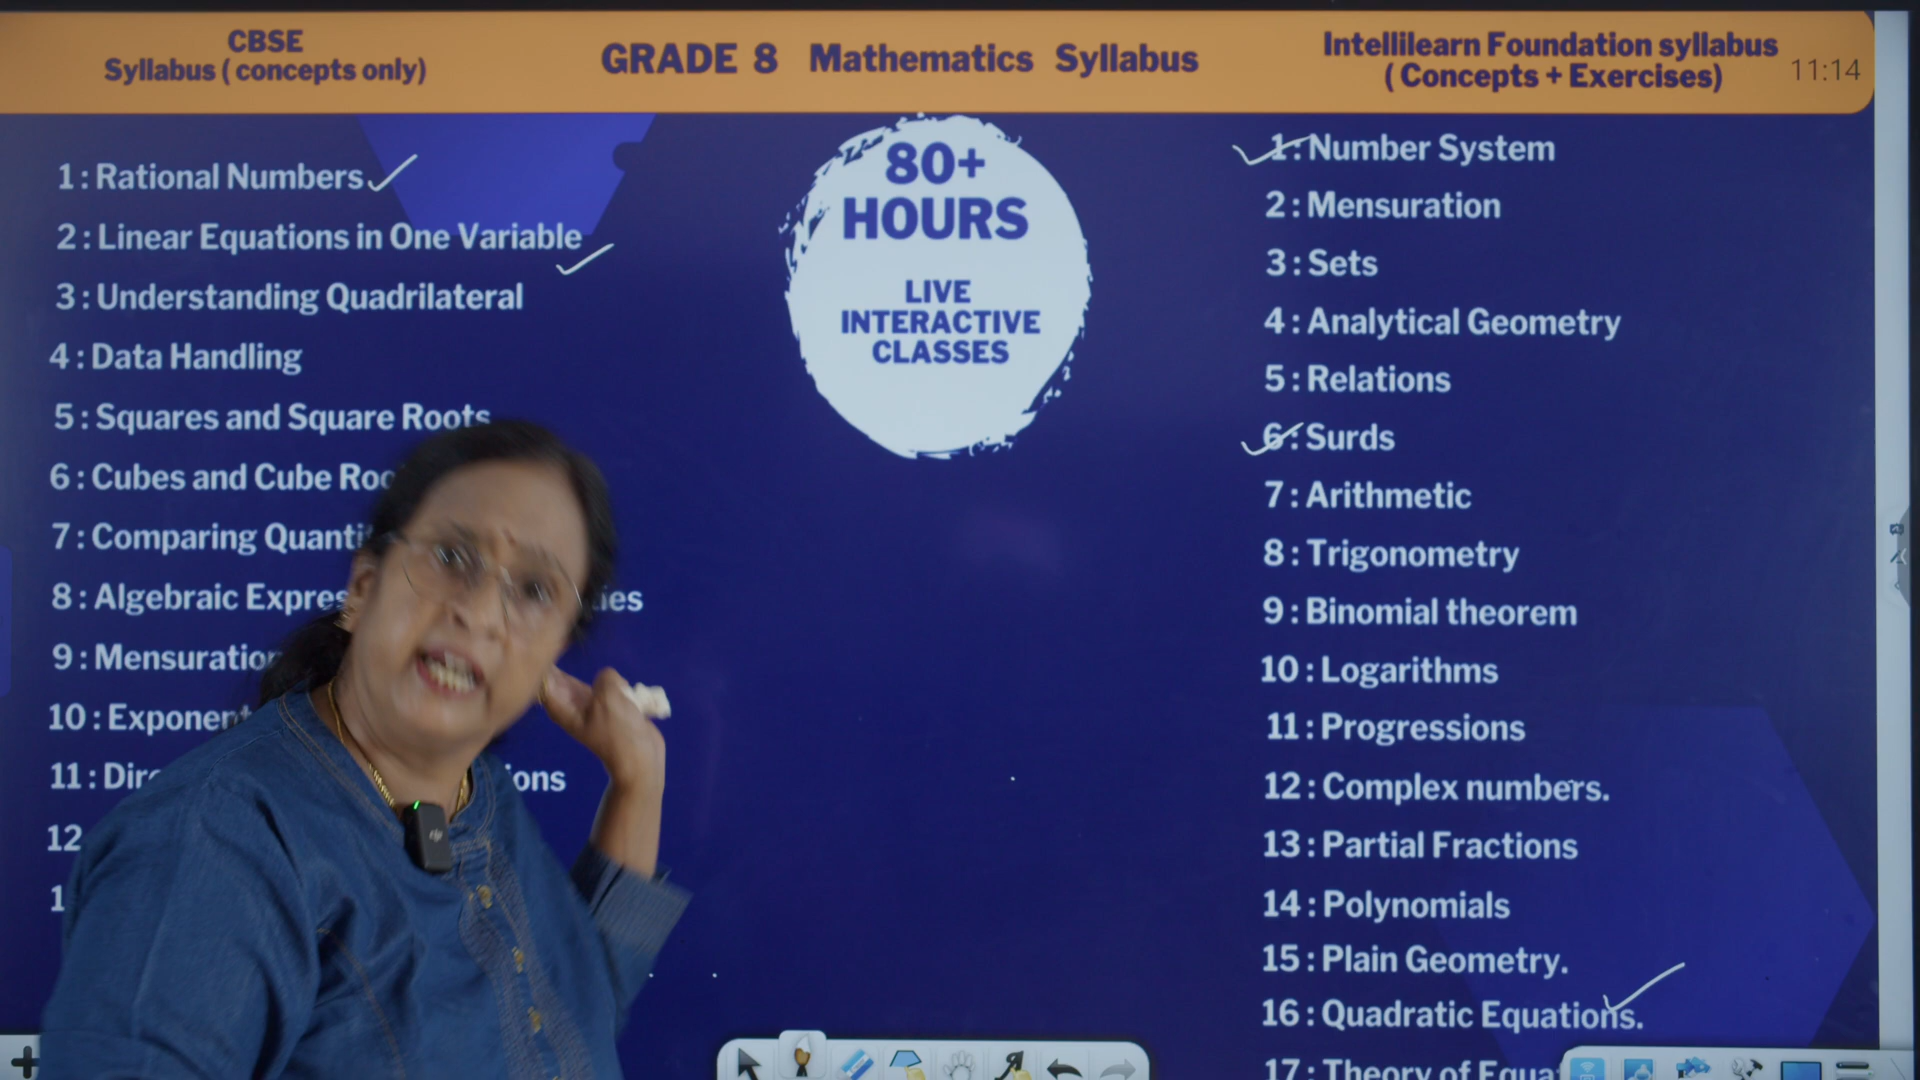 CBSE
Syllabus ( concepts only)
GRADE 8 Mathematics Syllabus
Intellilearn Foundation syllabus
( Concepts + Exercises)
11:14
1 : Rational Numbers
2 : Linear Equations in One Variable
3 : Understanding Quadrilateral
4 : Data Handling
5 : Squares and Square Roots
6 : Cubes and Cube
7 : Comparing
8 : Algebraic
9 :
10 :
11 :
12
1
80+
HOURS
LIVE
INTERACTIVE
CLASSES
1 : Number System
2 : Mensuration
3 : Sets
4 : Analytical Geometry
5 : Relations
6 : Surds
7 : Arithmetic
8 : Trigonometry
9 : Binomial theorem
10 : Logarithms
11 : Progressions
12 : Complex numbers.
13 : Partial Fractions
14 : Polynomials
15 : Plain Geometry.
16 : Quadratic Equations.
17 : Theory of